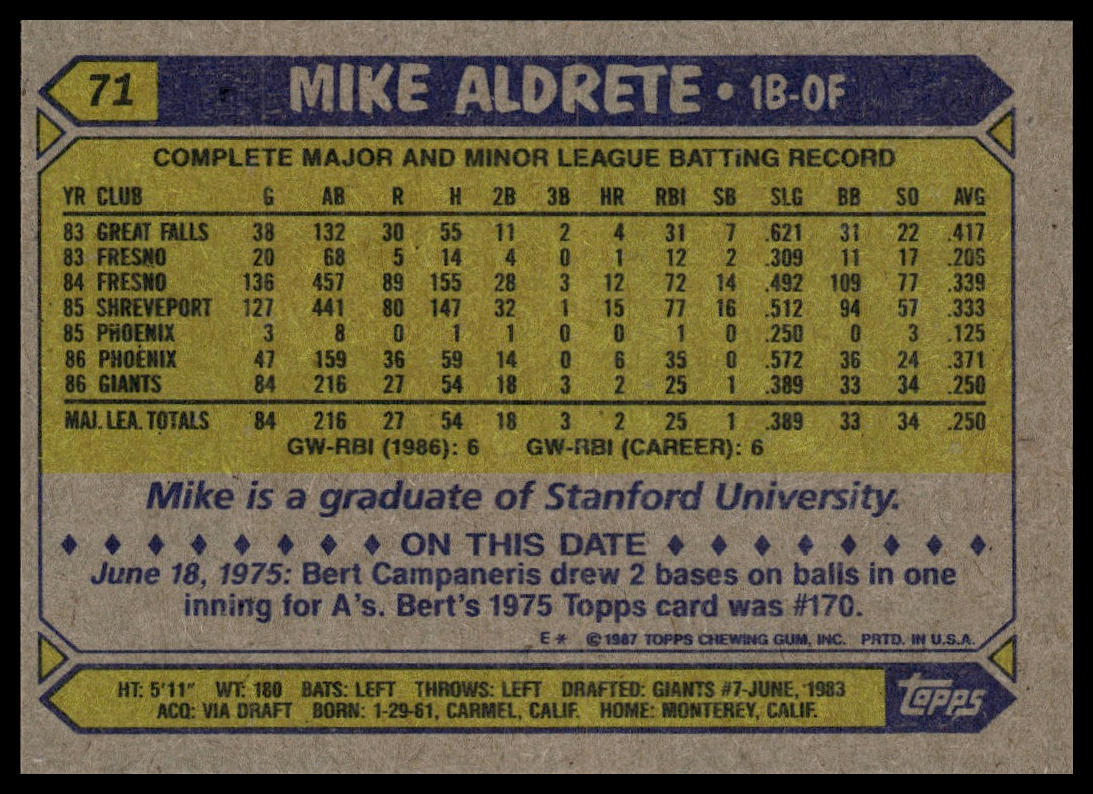 71 MIKE ALDRETE • 1B-OF
COMPLETE MAJOR AND MINOR LEAGUE BATTING RECORD
YR CLUB G AB R H 2B 3B HR RBI SB SLG BB SO AVG
83 GREAT FALLS 38 132 30 55 11 2 4 31 7 .621 31 22 .417
83 FRESNO 20 68 5 14 4 0 1 12 2 .309 11 17 .206
84 FRESNO 136 457 89 155 28 3 12 72 14 .492 109 77 .339
85 SHREVEPORT 127 441 80 147 32 1 15 77 16 .512 94 57 .333
85 PHOENIX 3 8 0 1 1 0 0 1 0 .250 0 3 .125
86 PHOENIX 47 159 36 59 14 0 6 35 0 .572 36 24 .371
86 GIANTS 84 216 27 54 18 3 2 25 1 .389 33 34 .250
MAJ. LEA. TOTALS 84 216 27 54 18 3 2 25 1 .389 33 34 .250
GW-RBI (1986): 6 GW-RBI (CAREER): 6
Mike is a graduate of Stanford University.
♦ ♦ ♦ ♦ ♦ ♦ ♦ ♦ ON THIS DATE ♦ ♦ ♦ ♦ ♦ ♦ ♦ ♦
June 18, 1975: Bert Campaneris drew 2 bases on balls in one
inning for A's. Bert's 1975 Topps card was #170.
E* ©1987 TOPPS CHEWING GUM, INC. PRTD. IN U.S.A.
HT: 5'11" WT: 180 BATS: LEFT THROWS: LEFT DRAFTED: GIANTS #7-JUNE, 1983
ACQ: VIA DRAFT BORN: 1-29-61, CARMEL, CALIF. HOME: MONTEREY, CALIF.
topps